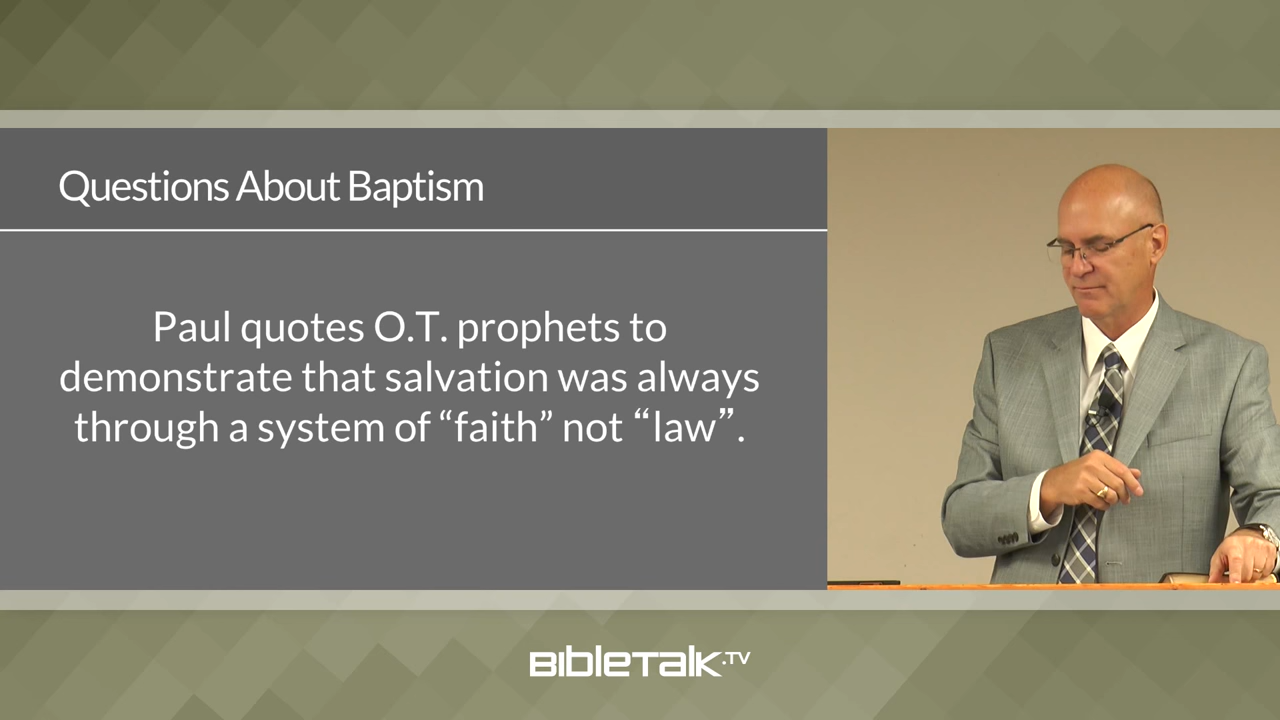 Questions About Baptism
Paul quotes O.T. prophets to
demonstrate that salvation was always
through a system of “faith” not “law”.
BibleTalk.TV